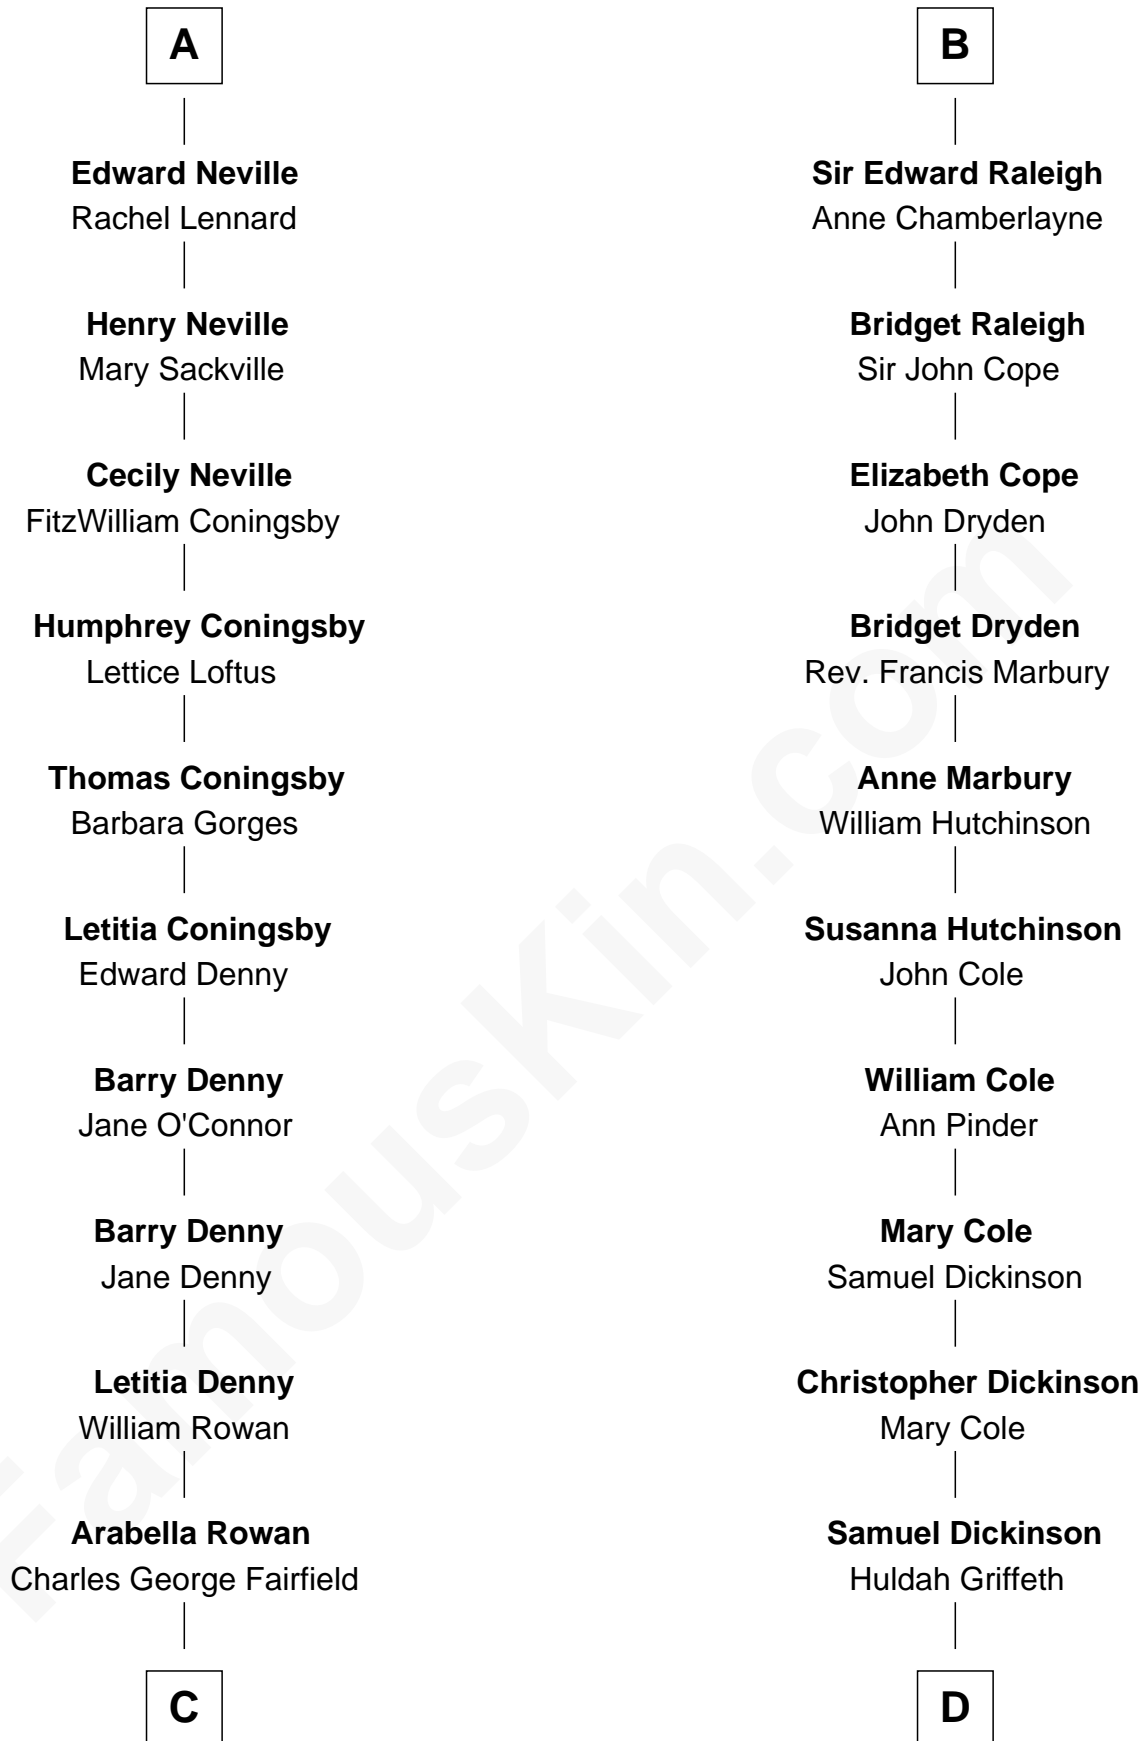 A
Edward Neville
Rachel Lennard
Henry Neville
Mary Sackville
Cecily Neville
FitzWilliam Coningsby
Humphrey Coningsby
Lettice Loftus
Thomas Coningsby
Barbara Gorges
Letitia Coningsby
Edward Denny
Barry Denny
Jane O'Connor
Barry Denny
Jane Denny
Letitia Denny
William Rowan
Arabella Rowan
Charles George Fairfield
C
B
Sir Edward Raleigh
Anne Chamberlayne
Bridget Raleigh
Sir John Cope
Elizabeth Cope
John Dryden
Bridget Dryden
Rev. Francis Marbury
Anne Marbury
William Hutchinson
Susanna Hutchinson
John Cole
William Cole
Ann Pinder
Mary Cole
Samuel Dickinson
Christopher Dickinson
Mary Cole
Samuel Dickinson
Huldah Griffeth
D
FamousKin.com